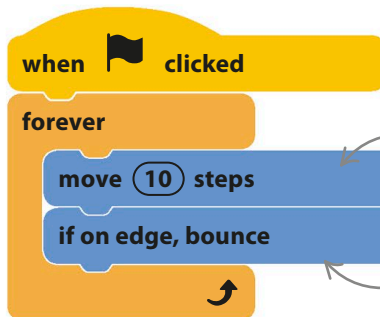 when clicked
forever
move 10 steps
if on edge, bounce